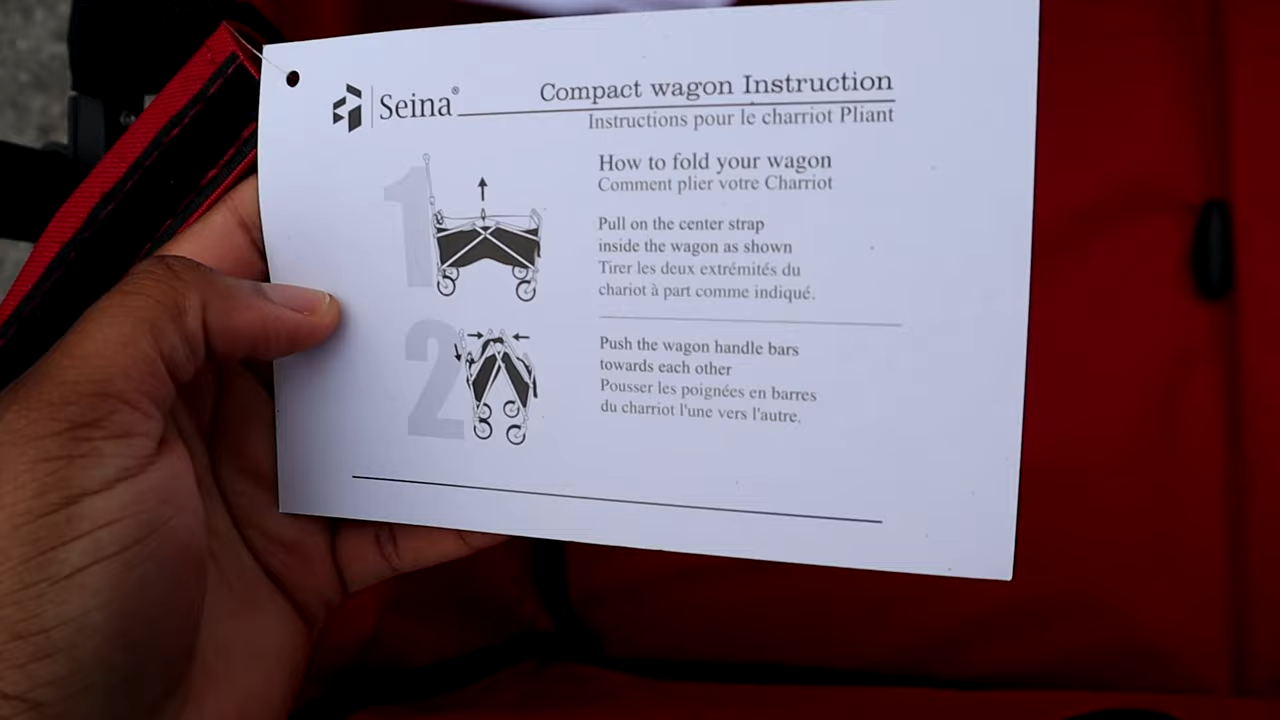 Seina®
Compact wagon Instruction
Instructions pour le charriot Pliant
1
How to fold your wagon
Comment plier votre Charriot
Pull on the center strap
inside the wagon as shown
Tirer les deux extrémités du
chariot à part comme indiqué.
2
Push the wagon handle bars
towards each other
Pousser les poignées en barres
du charriot l'une vers l'autre.